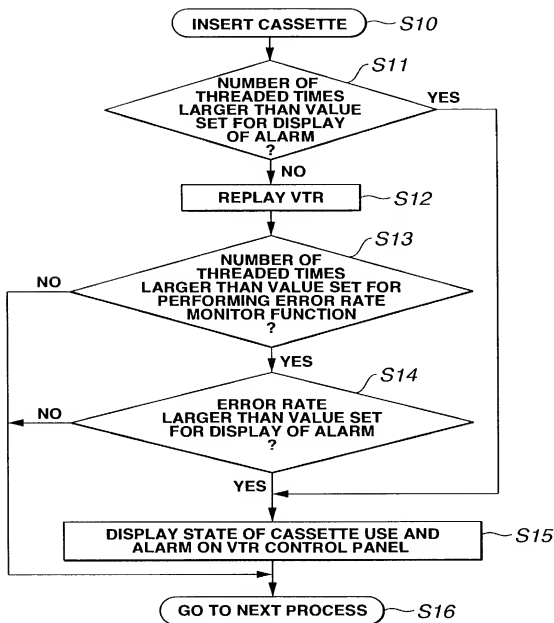 INSERT CASSETTE
S10
NUMBER OF
THREADED TIMES
LARGER THAN VALUE
SET FOR DISPLAY
OF ALARM
?
S11
YES
NO
REPLAY VTR
S12
NUMBER OF
THREADED TIMES
LARGER THAN VALUE SET FOR
PERFORMING ERROR RATE
MONITOR FUNCTION
?
S13
NO
YES
ERROR RATE
LARGER THAN VALUE SET
FOR DISPLAY OF ALARM
?
S14
NO
YES
DISPLAY STATE OF CASSETTE USE AND
ALARM ON VTR CONTROL PANEL
S15
GO TO NEXT PROCESS
S16